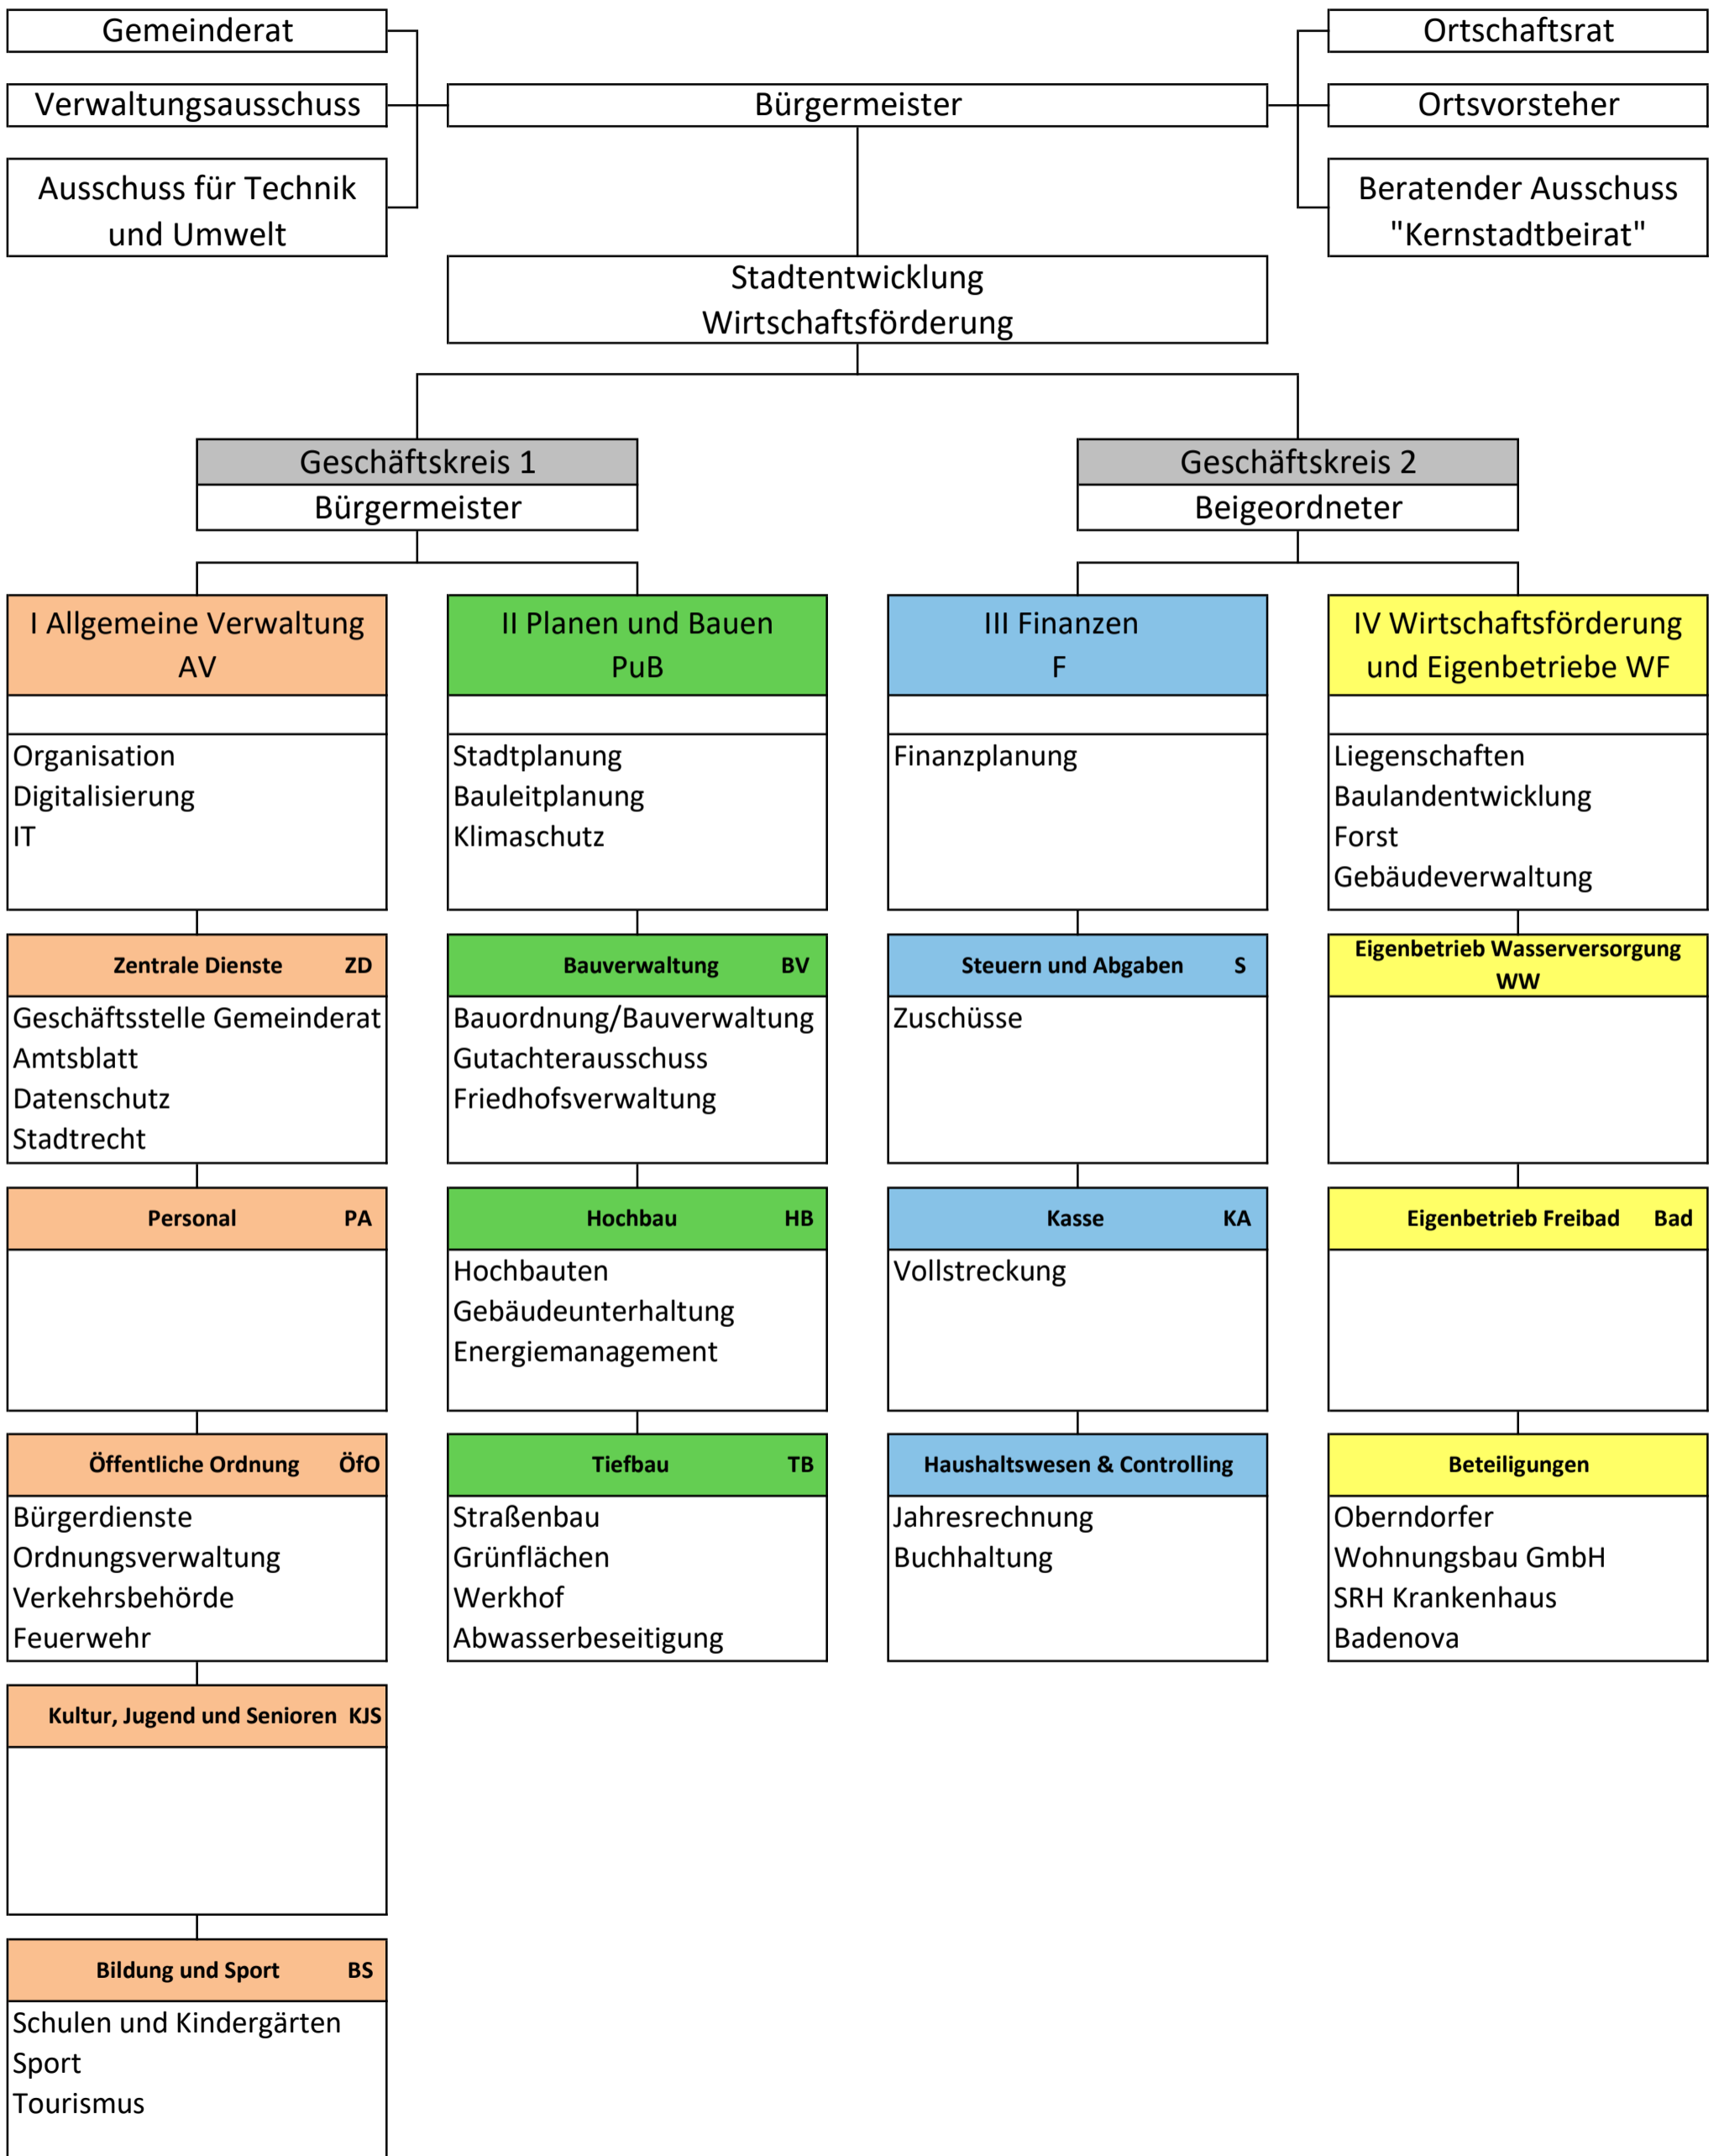 Gemeinderat
Ortschaftsrat
Verwaltungsausschuss
Bürgermeister
Ortsvorsteher
Ausschuss für Technik
und Umwelt
Beratender Ausschuss
"Kernstadtbeirat"
Stadtentwicklung
Wirtschaftsförderung
Geschäftskreis 1
Bürgermeister
Geschäftskreis 2
Beigeordneter
I Allgemeine Verwaltung
AV
Organisation
Digitalisierung
IT
Zentrale Dienste ZD
Geschäftsstelle Gemeinderat
Amtsblatt
Datenschutz
Stadtrecht
Personal PA
Öffentliche Ordnung ÖfO
Bürgerdienste
Ordnungsverwaltung
Verkehrsbehörde
Feuerwehr
Kultur, Jugend und Senioren KJS
Bildung und Sport BS
Schulen und Kindergärten
Sport
Tourismus
II Planen und Bauen
PuB
Stadtplanung
Bauleitplanung
Klimaschutz
Bauverwaltung BV
Bauordnung/Bauverwaltung
Gutachterausschuss
Friedhofsverwaltung
Hochbau HB
Hochbauten
Gebäudeunterhaltung
Energiemanagement
Tiefbau TB
Straßenbau
Grünflächen
Werkhof
Abwasserbeseitigung
III Finanzen
F
Finanzplanung
Steuern und Abgaben S
Zuschüsse
Kasse KA
Vollstreckung
Haushaltswesen & Controlling
Jahresrechnung
Buchhaltung
IV Wirtschaftsförderung
und Eigenbetriebe WF
Liegenschaften
Baulandentwicklung
Forst
Gebäudeverwaltung
Eigenbetrieb Wasserversorgung
WW
Eigenbetrieb Freibad Bad
Beteiligungen
Oberndorfer
Wohnungsbau GmbH
SRH Krankenhaus
Badenova